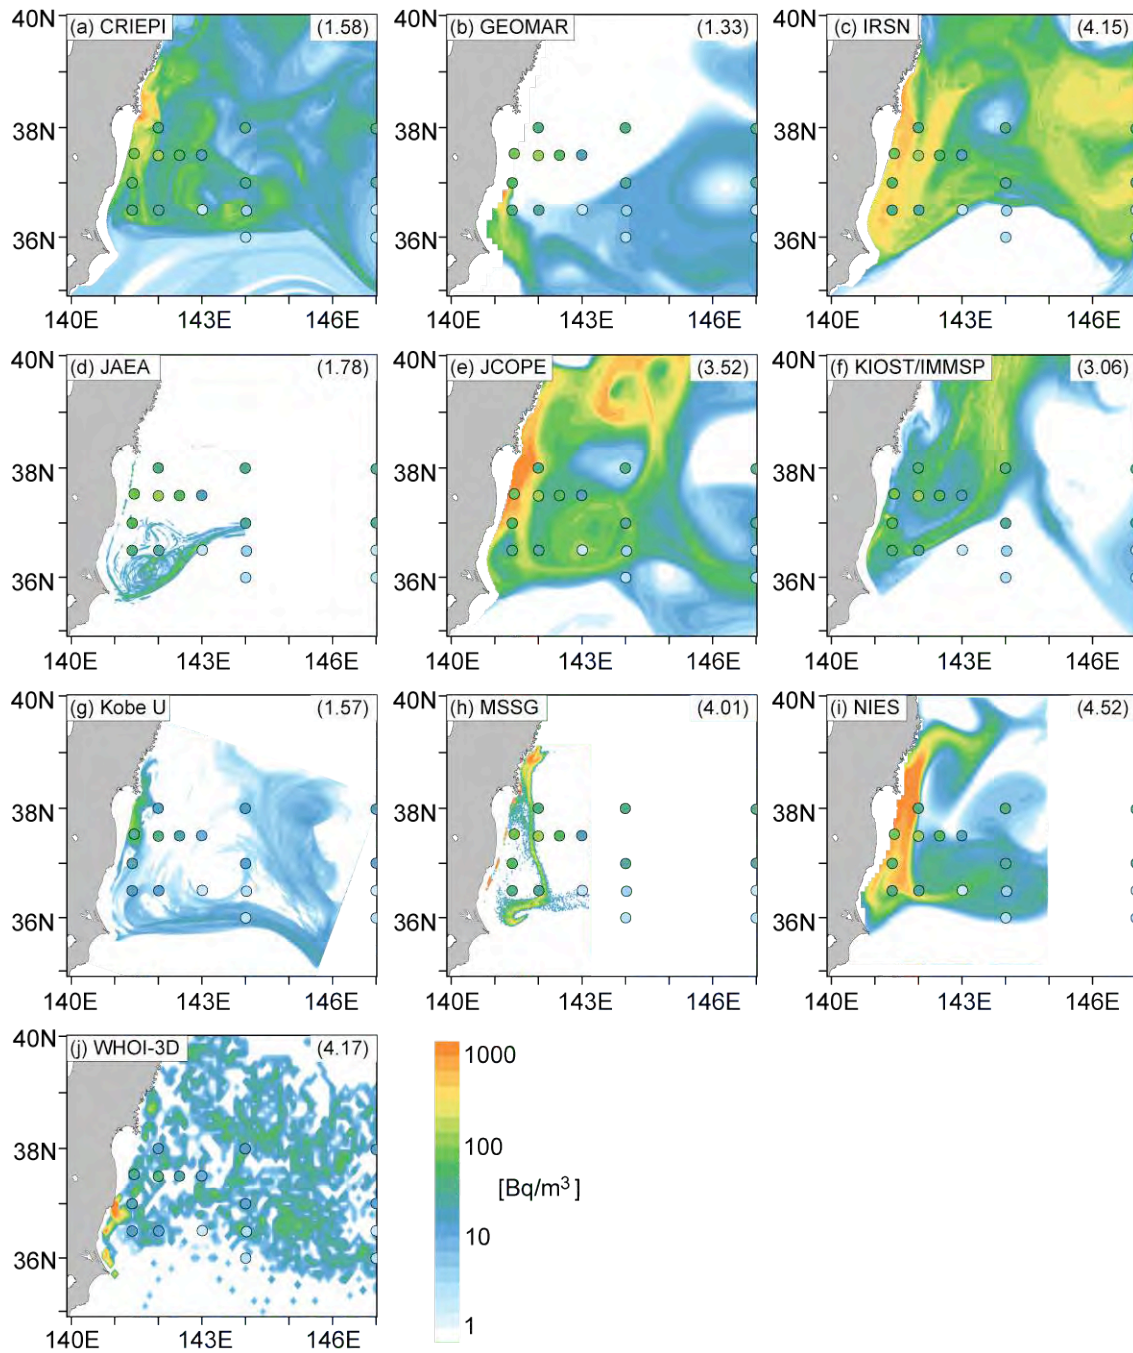 (a) CRIEPI (1.58)
(b) GEOMAR (1.33)
(c) IRSN (4.15)
40N
38N
36N
140E 143E 146E
40N
38N
36N
140E 143E 146E
40N
38N
36N
140E 143E 146E
(d) JAEA (1.78)
(e) JCOPE (3.52)
(f) KIOST/IMMSP (3.06)
40N
38N
36N
140E 143E 146E
40N
38N
36N
140E 143E 146E
40N
38N
36N
140E 143E 146E
(g) Kobe U (1.57)
(h) MSSG (4.01)
(i) NIES (4.52)
40N
38N
36N
140E 143E 146E
40N
38N
36N
140E 143E 146E
40N
38N
36N
140E 143E 146E
(j) WHOI-3D (4.17)
40N
38N
36N
140E 143E 146E
1000
100
[Bq/m³]
10
1